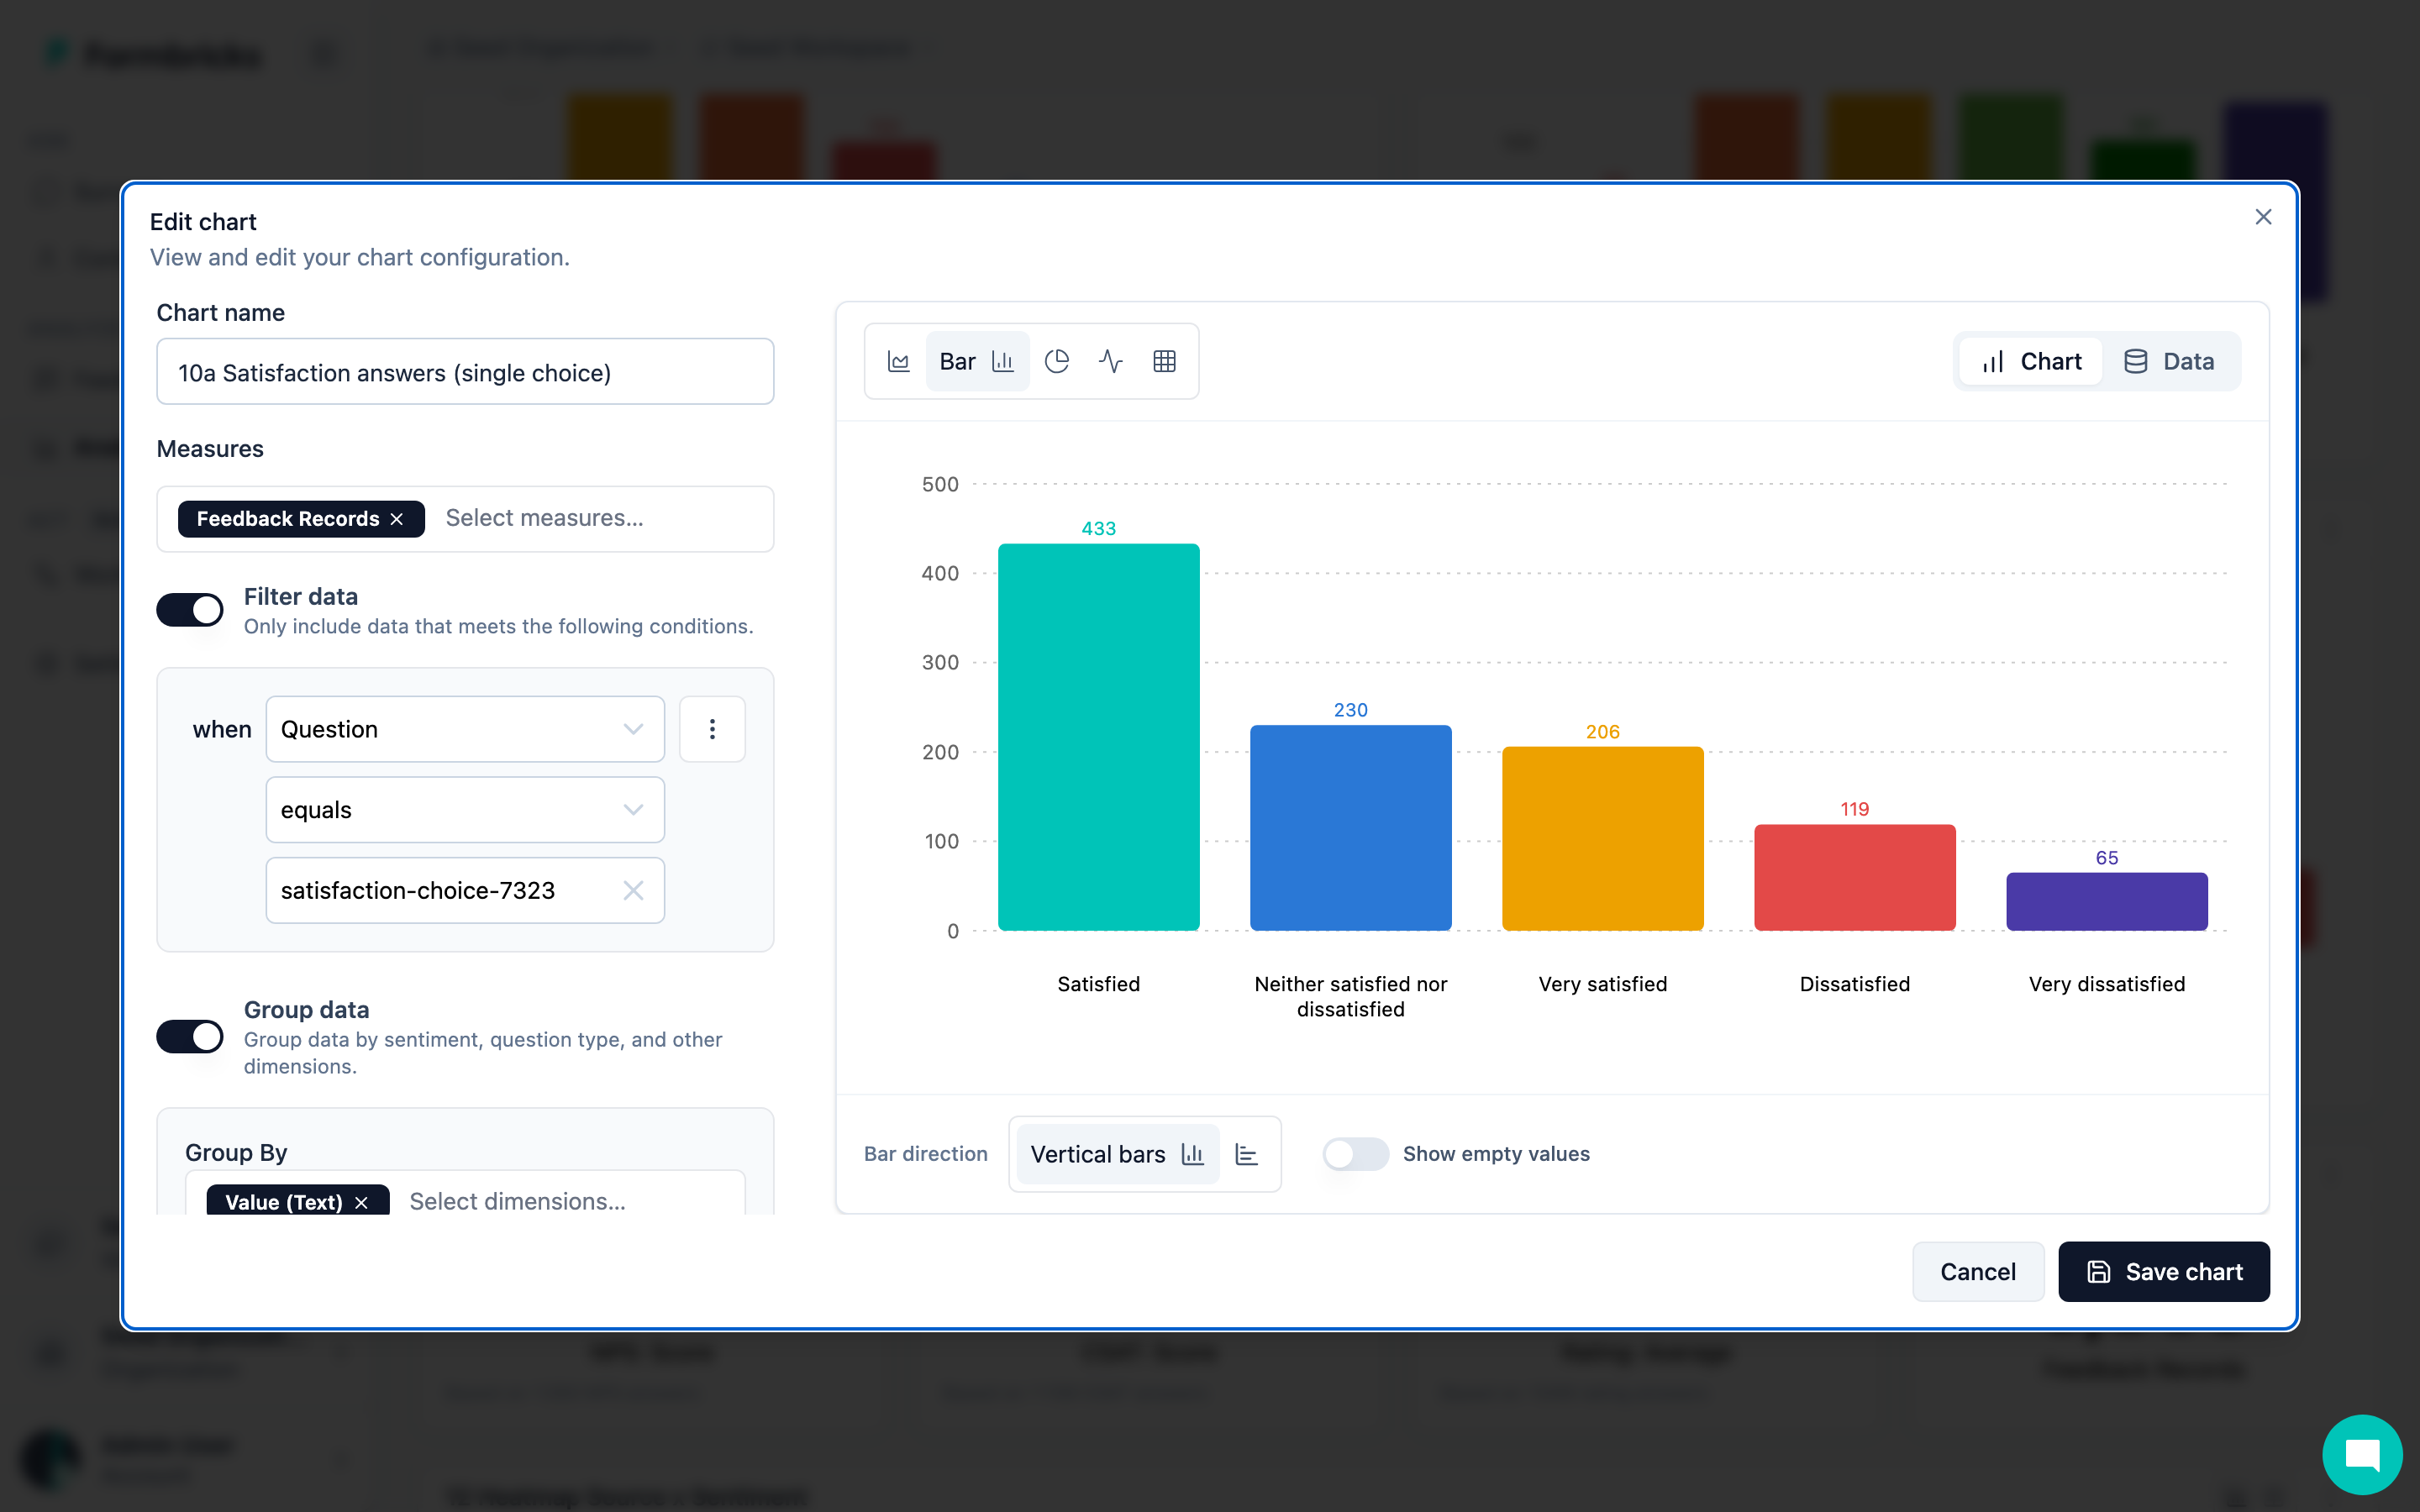 Formbricks
Edit chart
View and edit your chart configuration.
Chart name
10a Satisfaction answers (single choice)
Measures
Feedback Records
Select measures...
Filter data
Only include data that meets the following conditions.
when
Question
equals
satisfaction-choice-7323
Group data
Group data by sentiment, question type, and other
dimensions.
Group By
Value (Text)
Select dimensions...
Bar
Chart
Data
500
400
300
200
100
0
433
230
206
119
65
Satisfied
Neither satisfied nor
dissatisfied
Very satisfied
Dissatisfied
Very dissatisfied
Bar direction
Vertical bars
Show empty values
Cancel
Save chart